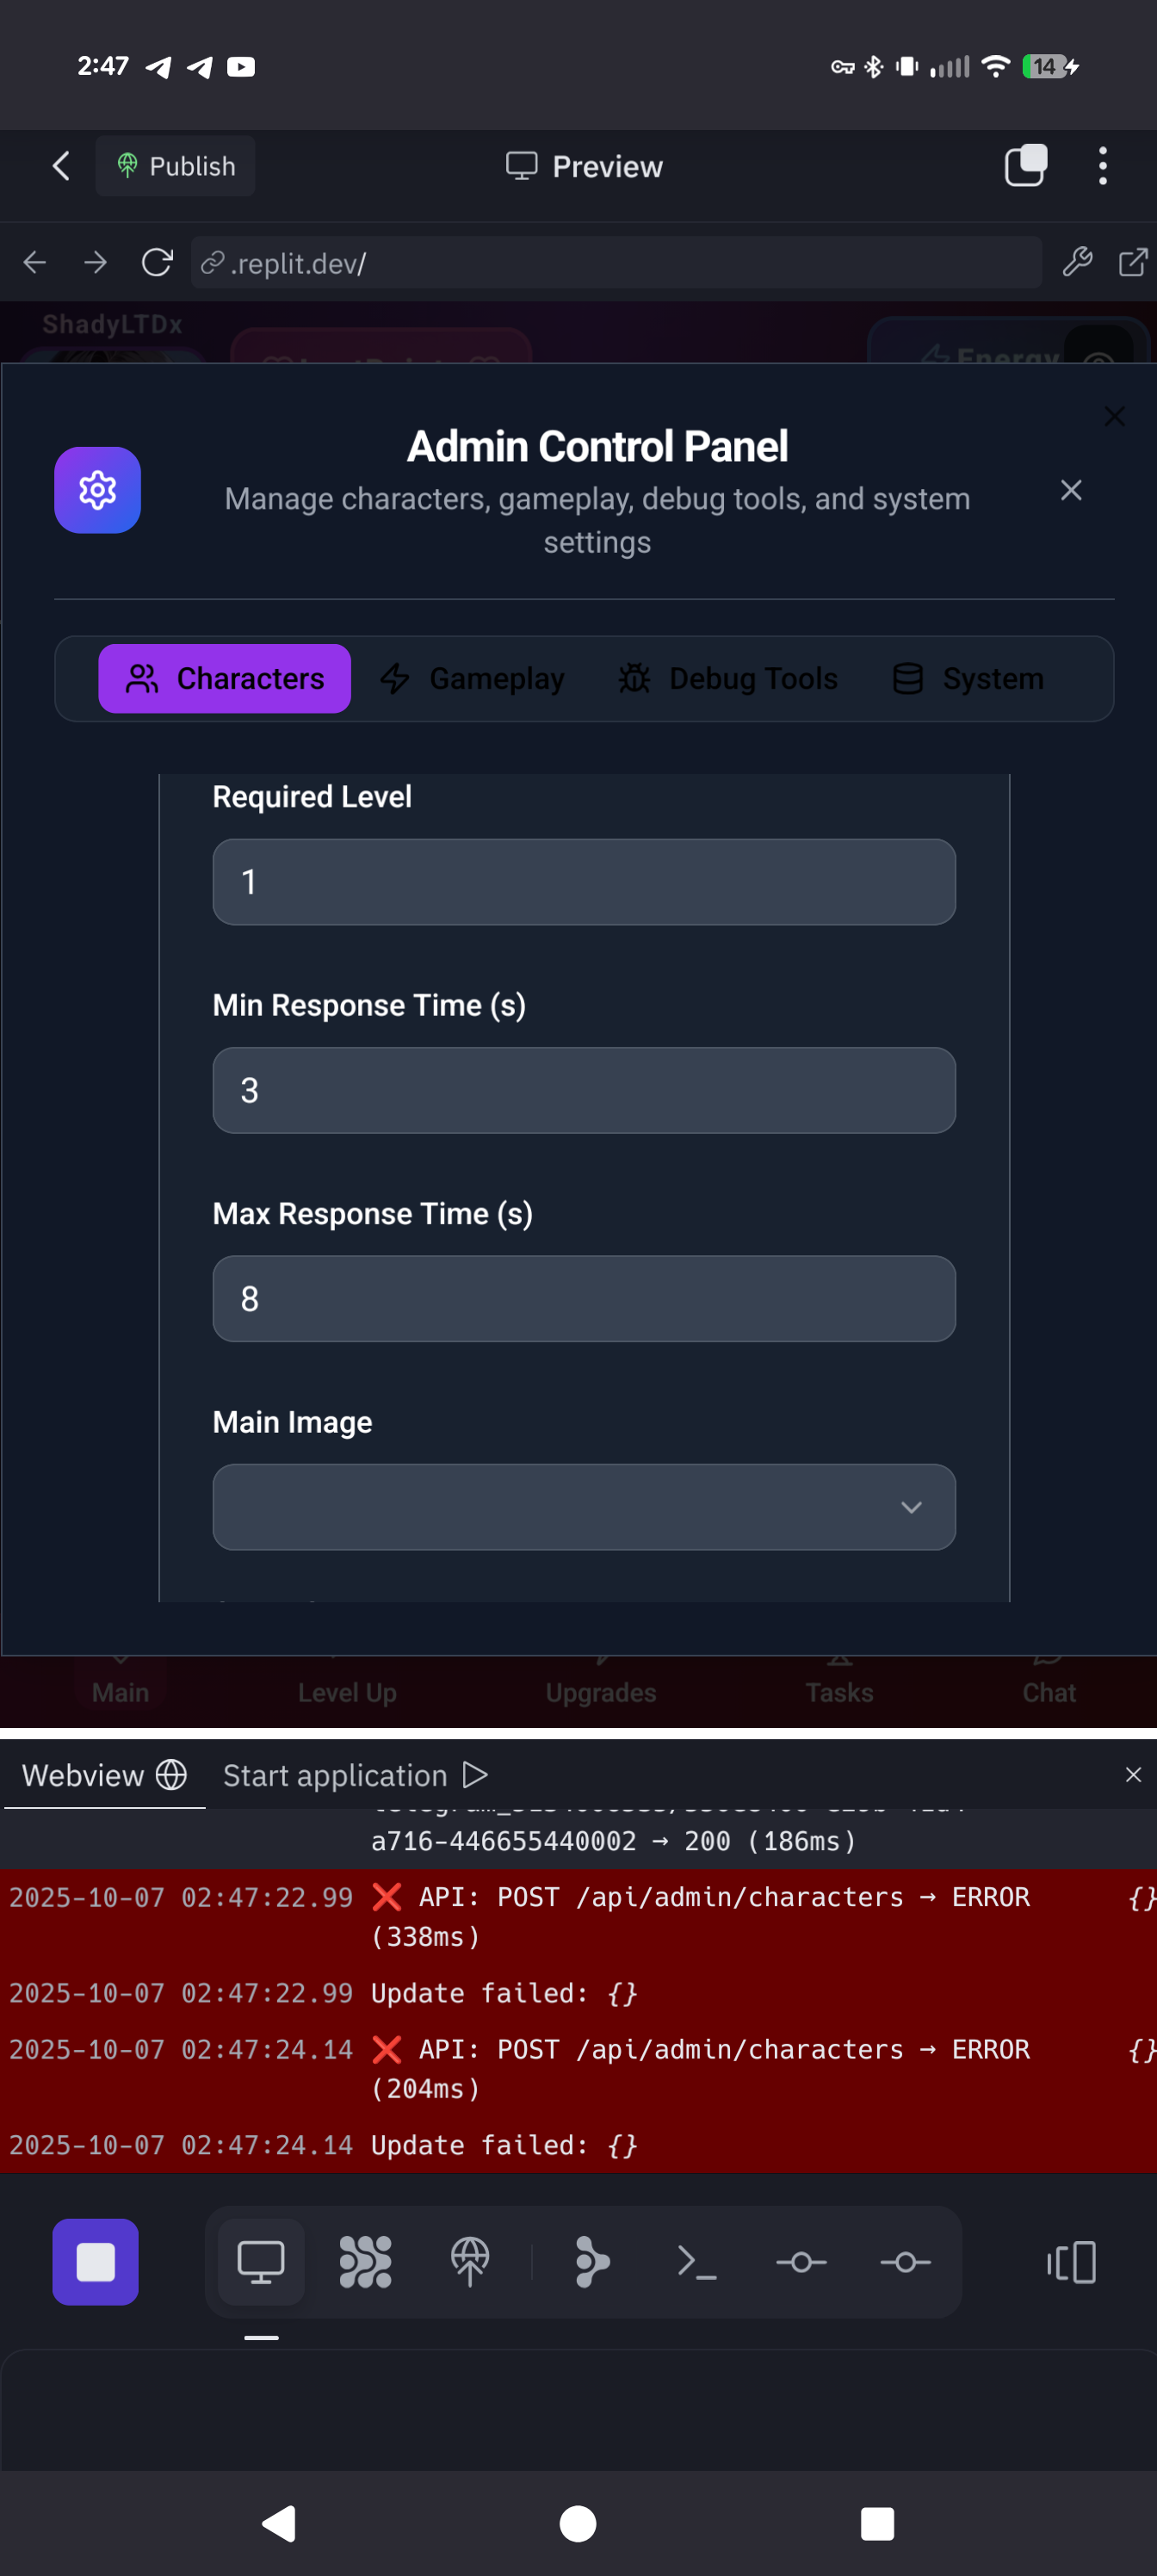 2:47
14
Publish
Preview
.replit.dev/
ShadyLTDx
Energy
Admin Control Panel
Manage characters, gameplay, debug tools, and system
settings
Characters
Gameplay
Debug Tools
System
Required Level
1
Min Response Time (s)
3
Max Response Time (s)
8
Main Image
Main
Level Up
Upgrades
Tasks
Chat
Webview
Start application
a716-446655440002 → 200 (186ms)
2025-10-07 02:47:22.99 ❌ API: POST /api/admin/characters → ERROR {}
(338ms)
2025-10-07 02:47:22.99 Update failed: {}
2025-10-07 02:47:24.14 ❌ API: POST /api/admin/characters → ERROR {}
(204ms)
2025-10-07 02:47:24.14 Update failed: {}